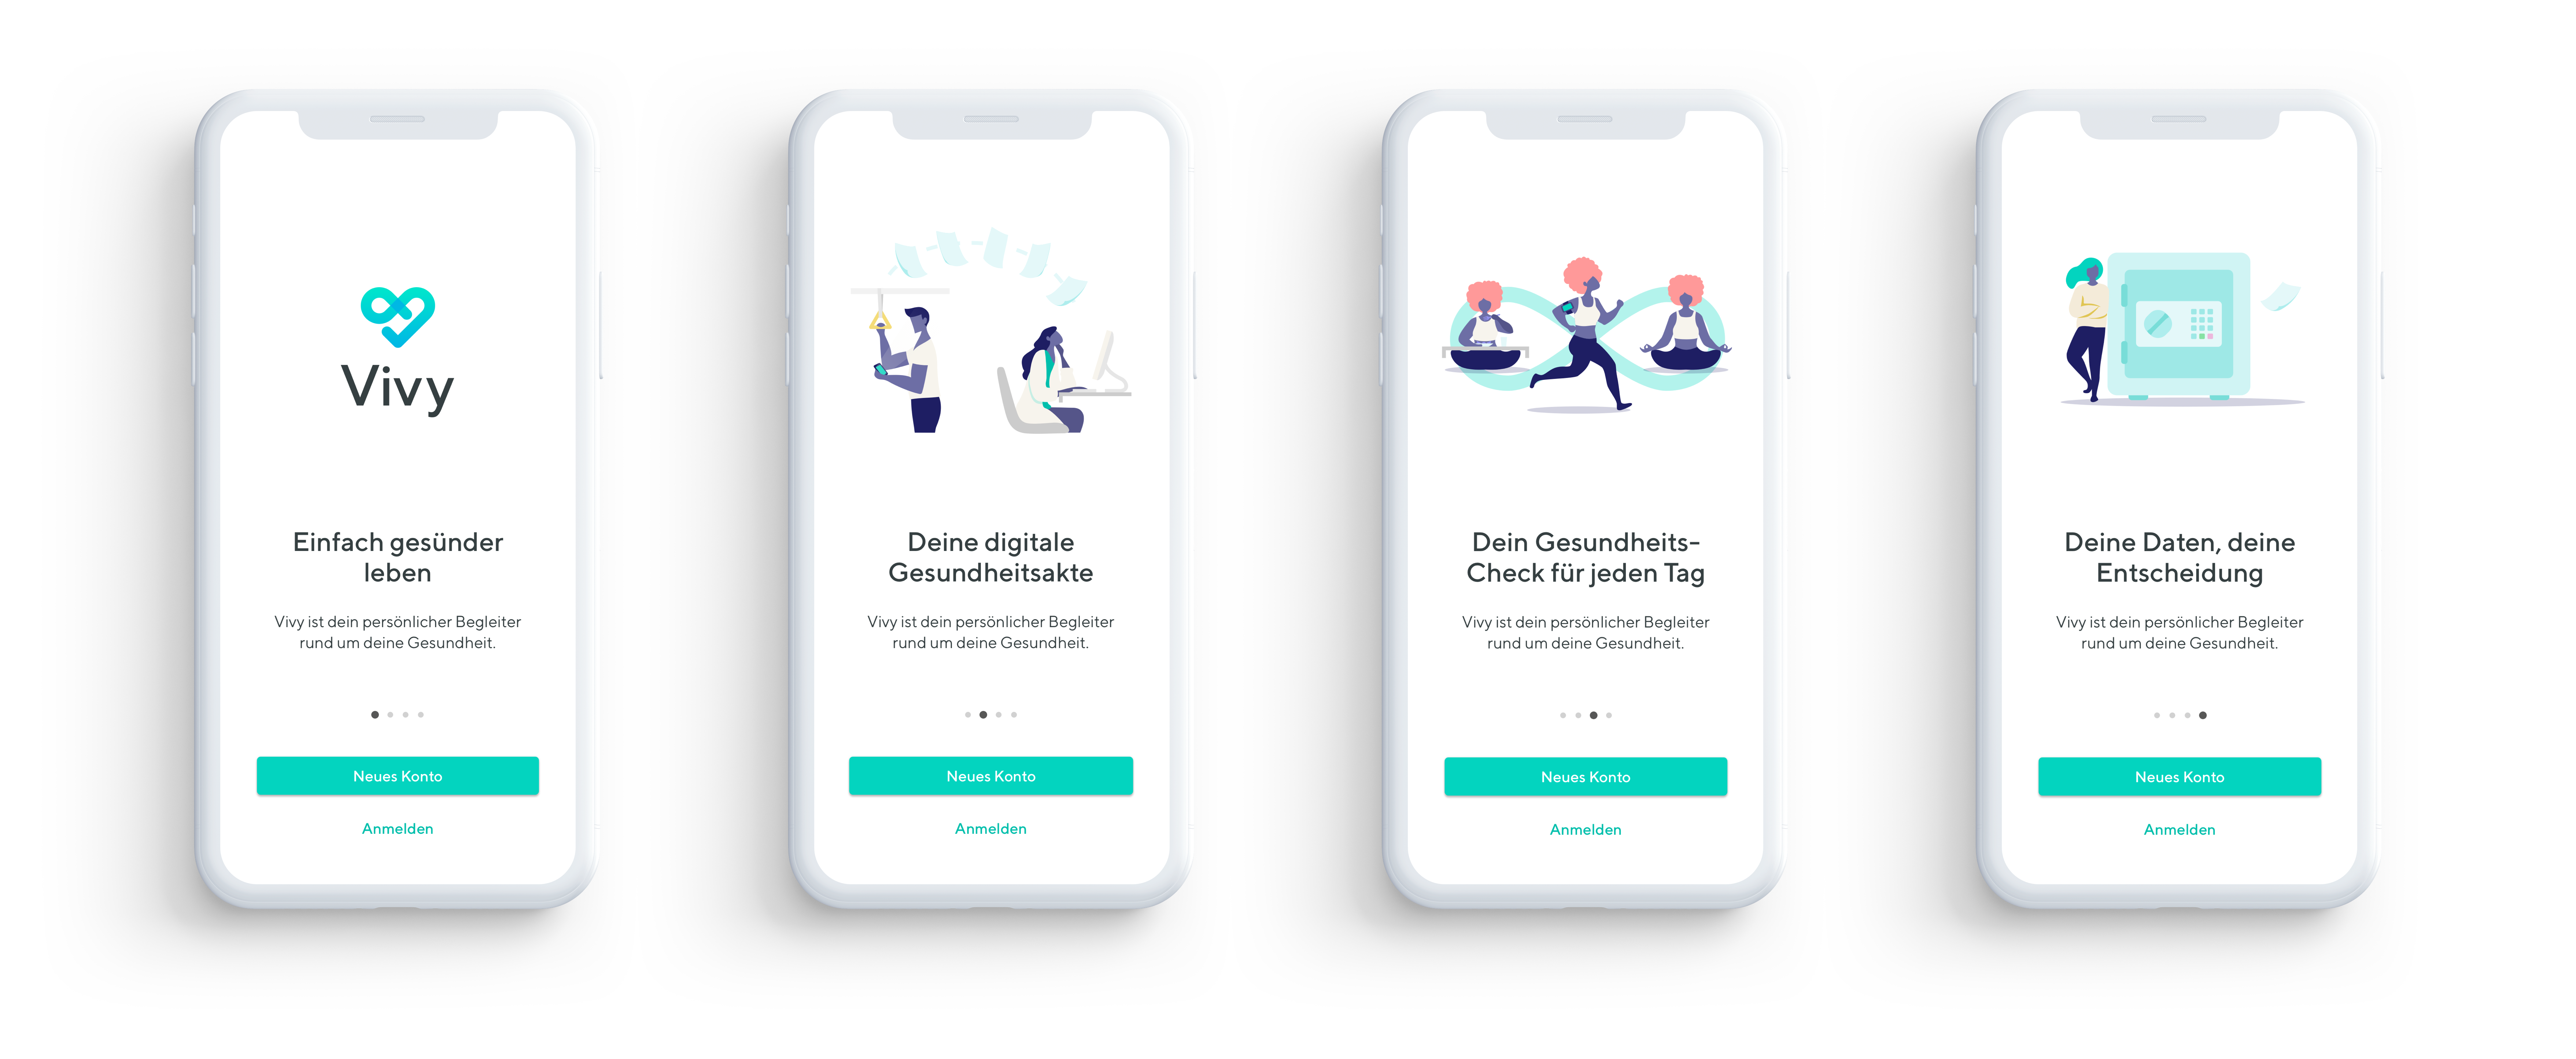 Vivy
Einfach gesünder
leben
Vivy ist dein persönlicher Begleiter
rund um deine Gesundheit.
Neues Konto
Anmelden
Deine digitale
Gesundheitsakte
Vivy ist dein persönlicher Begleiter
rund um deine Gesundheit.
Neues Konto
Anmelden
Dein Gesundheits-
Check für jeden Tag
Vivy ist dein persönlicher Begleiter
rund um deine Gesundheit.
Neues Konto
Anmelden
Deine Daten, deine
Entscheidung
Vivy ist dein persönlicher Begleiter
rund um deine Gesundheit.
Neues Konto
Anmelden